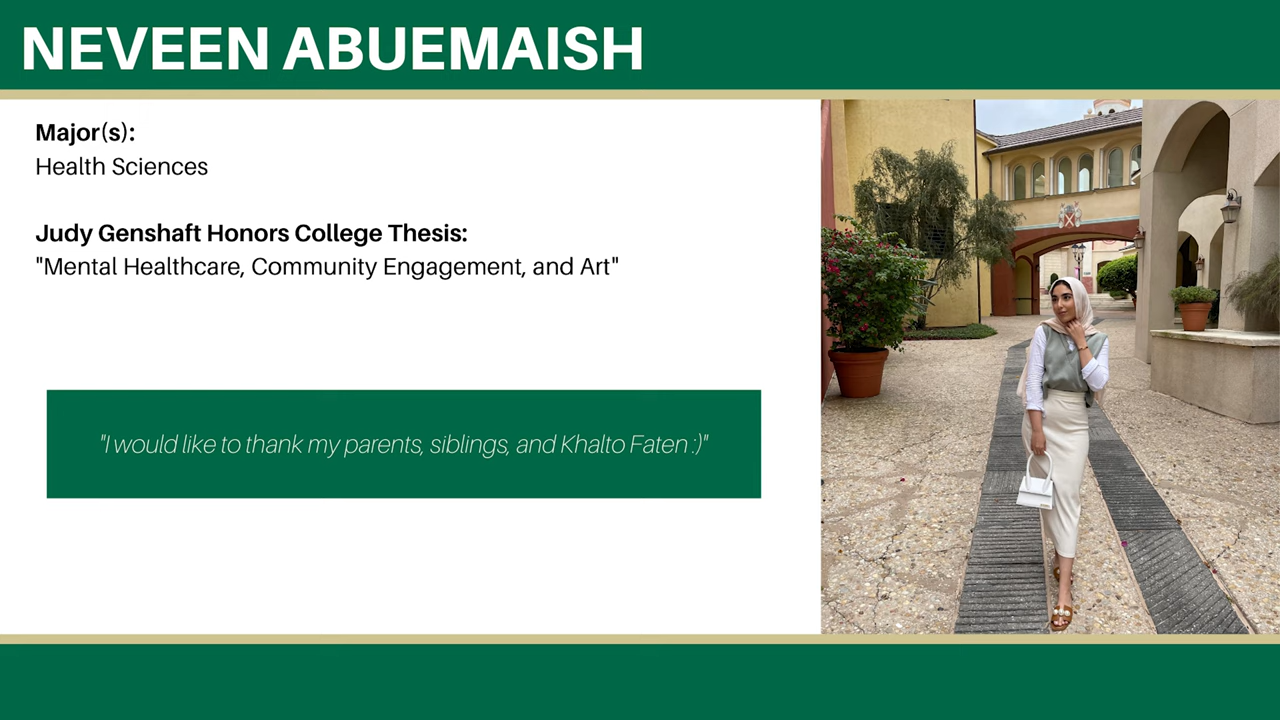 NEVEEN ABUEMAISH
Major(s):
Health Sciences
Judy Genshaft Honors College Thesis:
"Mental Healthcare, Community Engagement, and Art"
"I would like to thank my parents, siblings, and Khalto Faten :)"